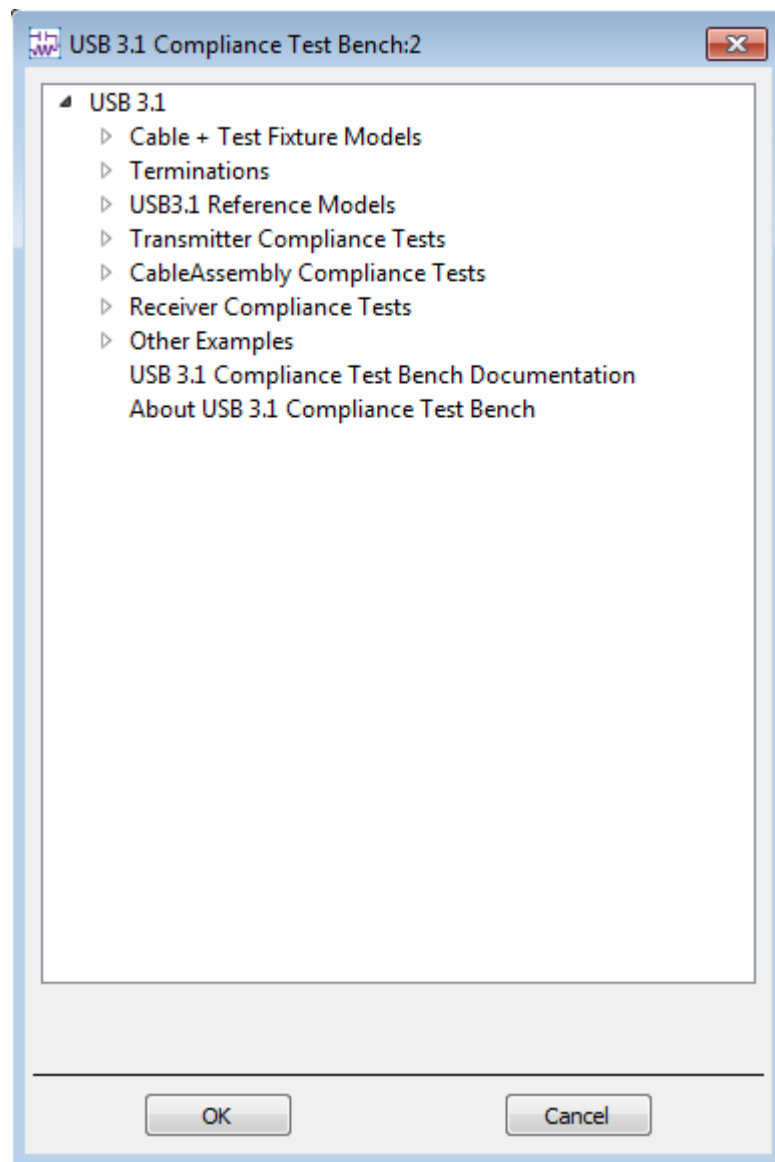 USB 3.1 Compliance Test Bench:2
USB 3.1
Cable + Test Fixture Models
Terminations
USB3.1 Reference Models
Transmitter Compliance Tests
CableAssembly Compliance Tests
Receiver Compliance Tests
Other Examples
USB 3.1 Compliance Test Bench Documentation
About USB 3.1 Compliance Test Bench
OK Cancel